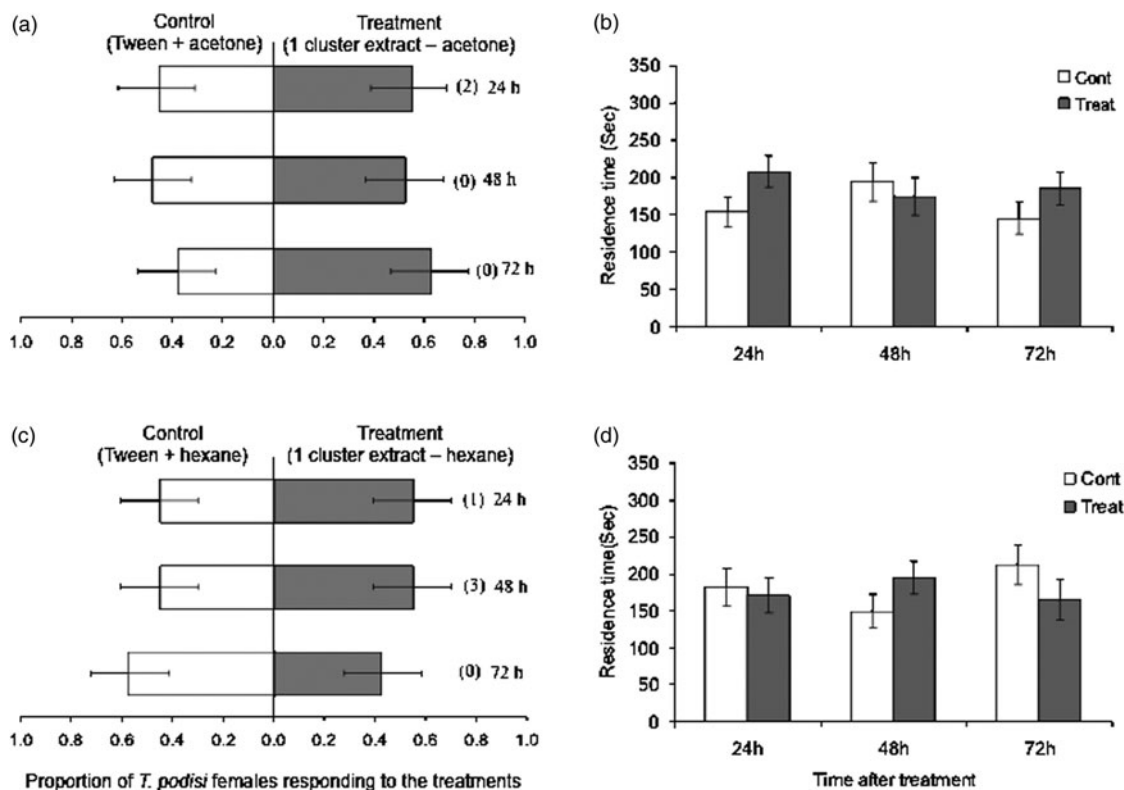 (a)
Control
(Tween + acetone)
Treatment
(1 cluster extract – acetone)
(2) 24 h
(0) 48 h
(0) 72 h
1.0 0.8 0.6 0.4 0.2 0.0 0.2 0.4 0.6 0.8 1.0
(b)
Cont
Treat
Residence time (Sec)
350
300
250
200
150
100
50
0
24h 48h 72h
(c)
Control
(Tween + hexane)
Treatment
(1 cluster extract – hexane)
(1) 24 h
(3) 48 h
(0) 72 h
1.0 0.8 0.6 0.4 0.2 0.0 0.2 0.4 0.6 0.8 1.0
Proportion of T. podisi females responding to the treatments
(d)
Cont
Treat
Residence time(Sec)
350
300
250
200
150
100
50
0
24h 48h 72h
Time after treatment